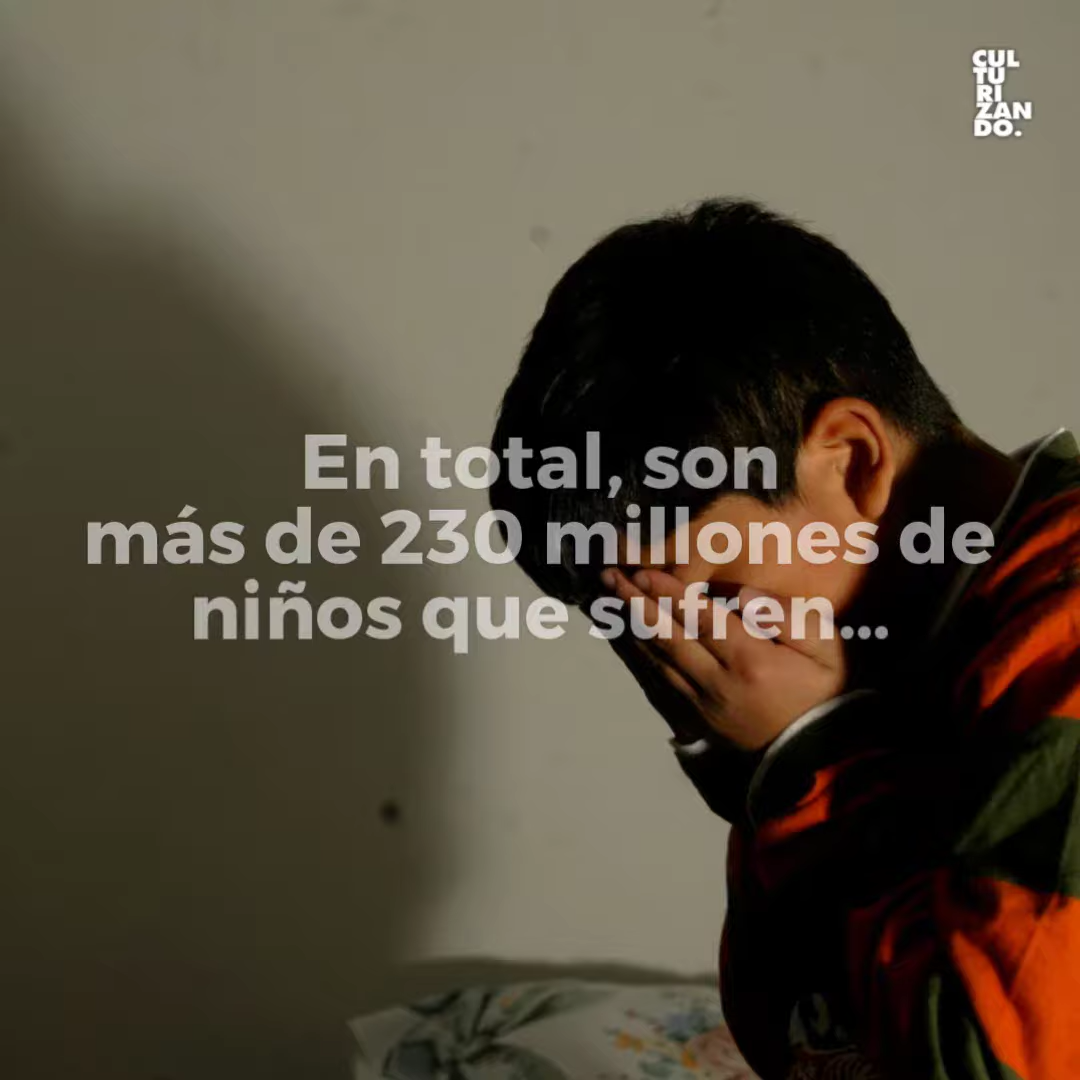 CUL
TU
RI
ZAN
DO.
En total, son
más de 230 millones de
niños que sufren...